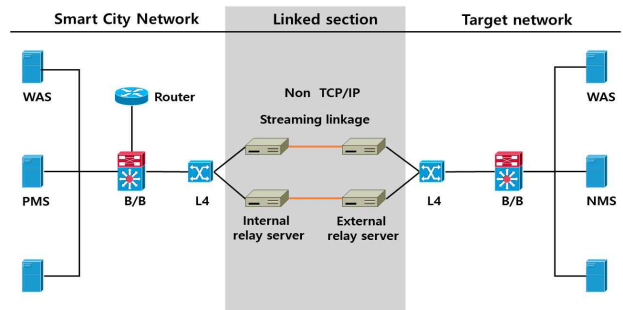 Smart City Network
Linked section
Target network
WAS
Router
Non TCP/IP
Streaming linkage
WAS
PMS
B/B
L4
L4
B/B
NMS
Internal
relay server
External
relay server